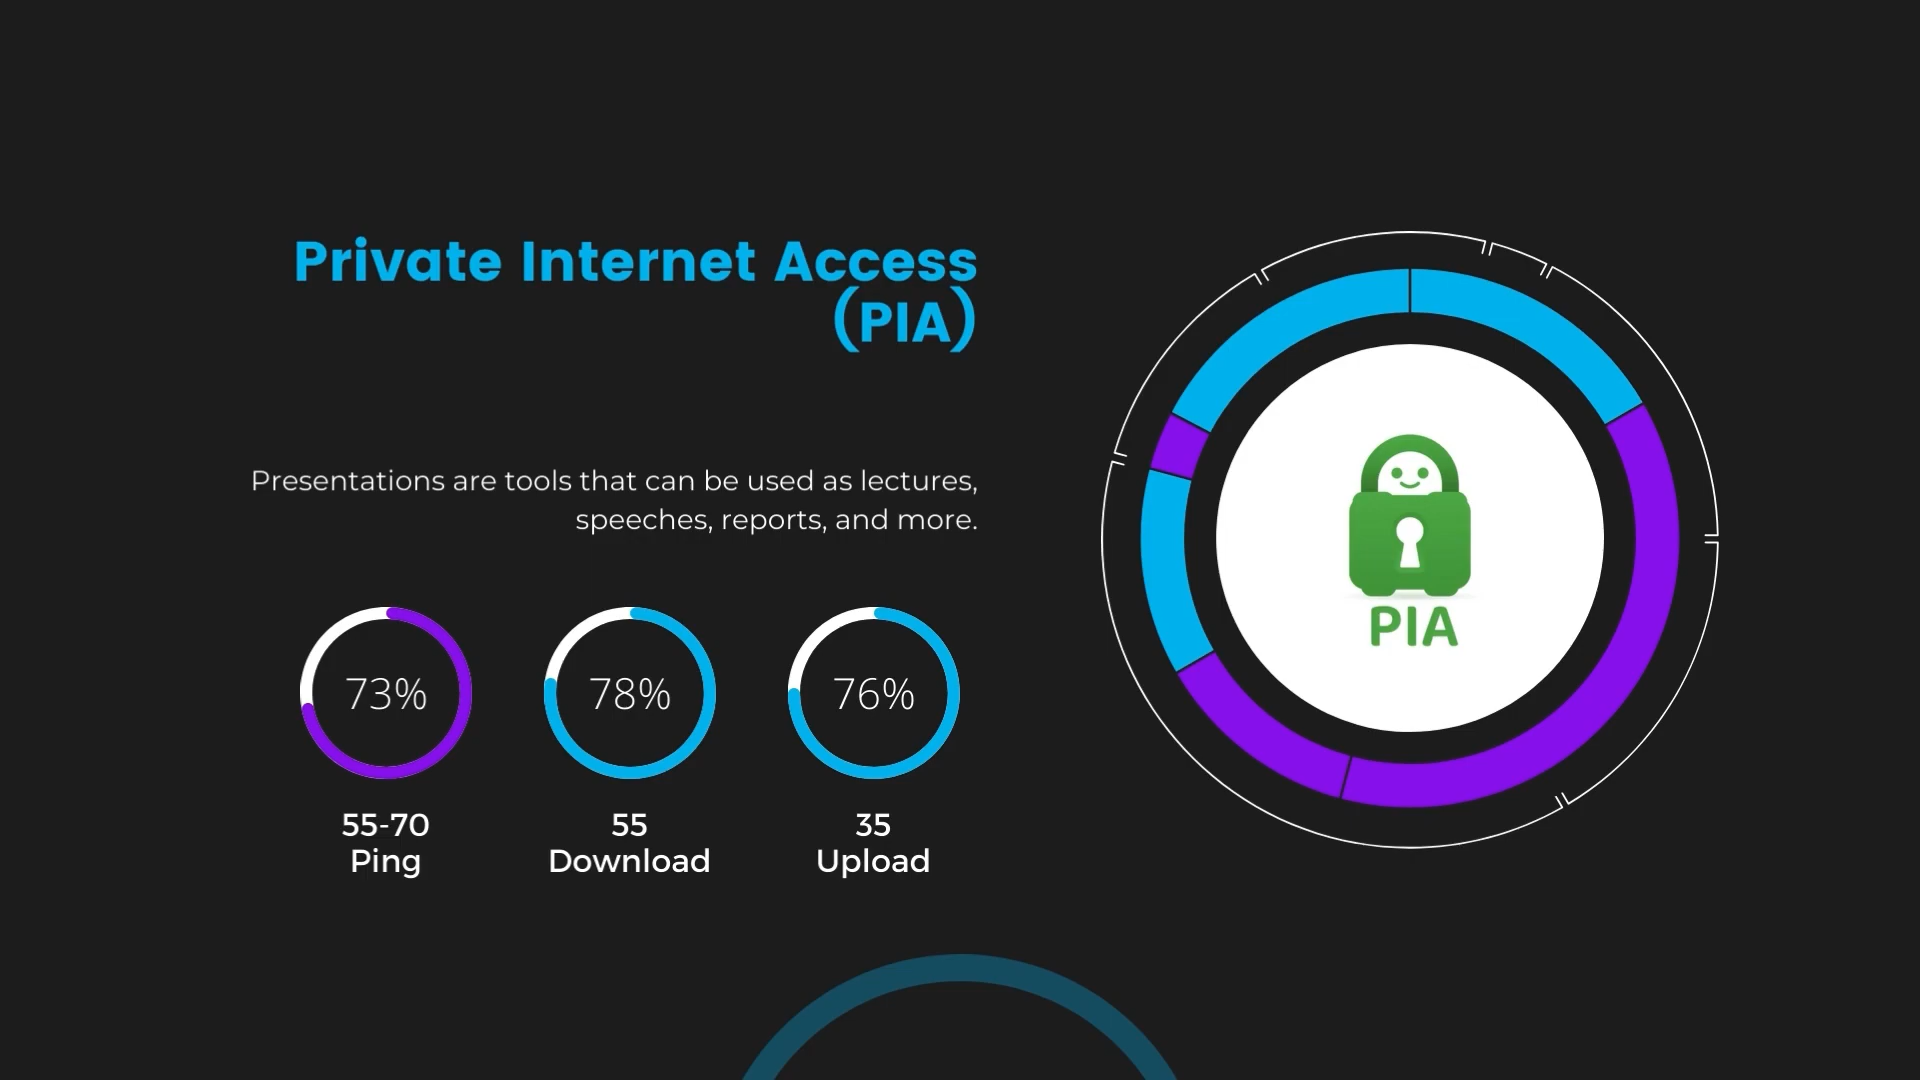 Private Internet Access
(PIA)
Presentations are tools that can be used as lectures,
speeches, reports, and more.
73%
78%
76%
55-70
Ping
55
Download
35
Upload
PIA